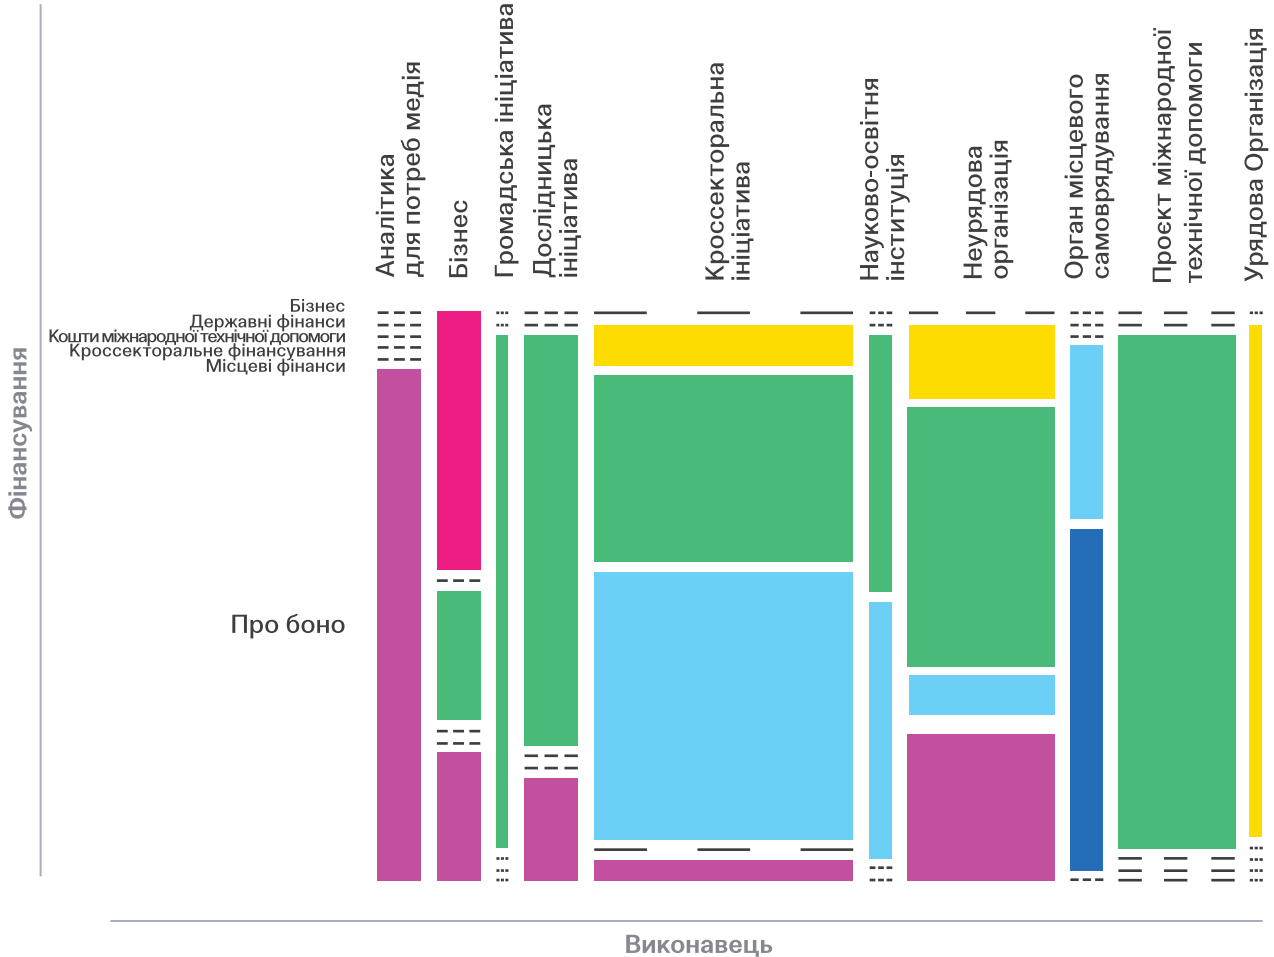 Аналітика
для потреб медія
Бізнес
Громадська ініціатива
Дослідницька
ініціатива
Кроссекторальна
ініціатива
Науково-освітня
інституція
Неурядова
організація
Орган місцевого
самоврядування
Проєкт міжнародної
технічної допомоги
Урядова Організація
Бізнес
Державні фінанси
Кошти міжнародної технічної допомоги
Кроссекторальне фінансування
Місцеві фінанси
Про боно
Фінансування
Виконавець